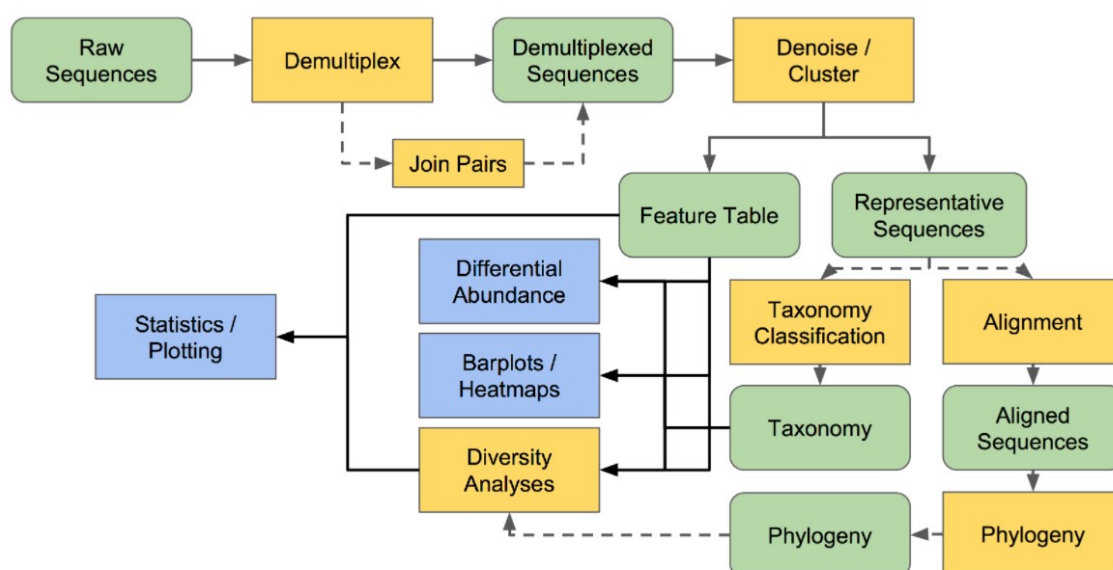 Raw
Sequences
Demultiplex
Demultiplexed
Sequences
Denoise /
Cluster
Join Pairs
Feature Table
Representative
Sequences
Differential
Abundance
Taxonomy
Classification
Alignment
Statistics /
Plotting
Barplots /
Heatmaps
Taxonomy
Aligned
Sequences
Diversity
Analyses
Phylogeny
Phylogeny